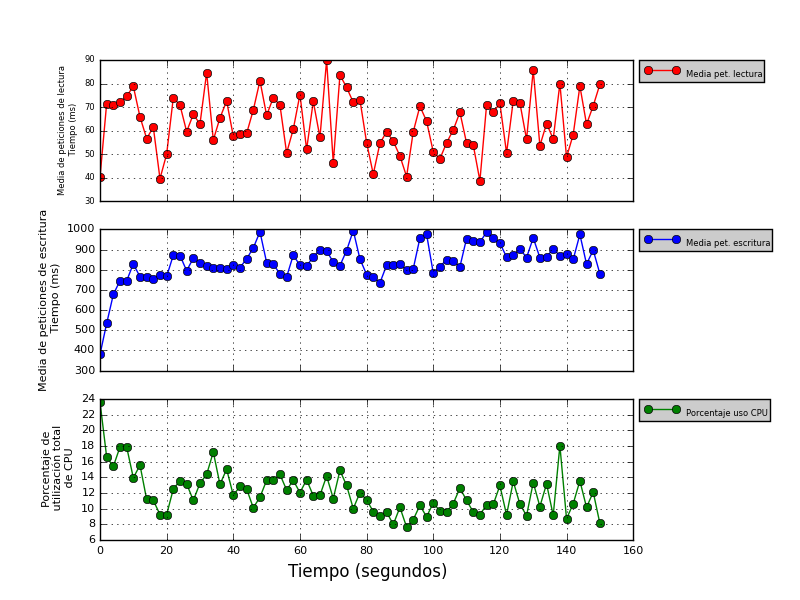 90
80
70
60
50
40
30
Media de peticiones de lectura
Tiempo (ms)
Media pet. lectura
1000
900
800
700
600
500
400
300
Media de peticiones de escritura
Tiempo (ms)
Media pet. escritura
24
22
20
18
16
14
12
10
8
6
Porcentaje de
utilización total
de CPU
Porcentaje uso CPU
0 20 40 60 80 100 120 140 160
Tiempo (segundos)